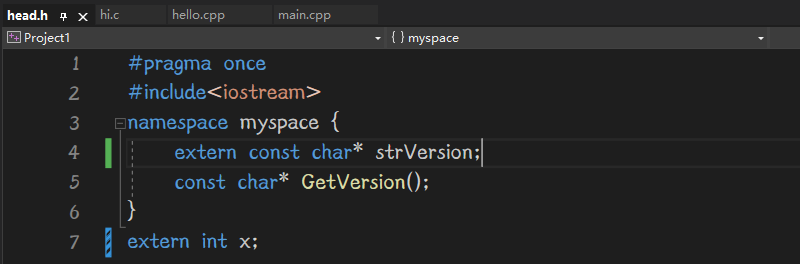 head.h hi.c hello.cpp main.cpp
Project1 { } myspace
1 #pragma once
2 #include<iostream>
3 namespace myspace {
4 extern const char* strVersion;
5 const char* GetVersion();
6 }
7 extern int x;